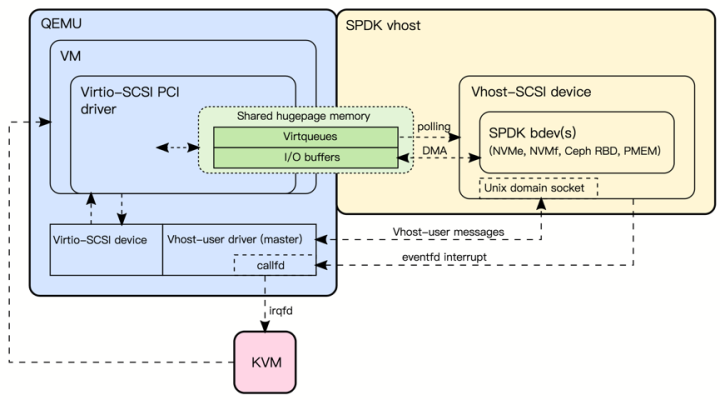 QEMU
SPDK vhost
VM
Virtio-SCSI PCI
driver
Vhost-SCSI device
Shared hugepage memory
Virtqueues
polling
I/O buffers
DMA
SPDK bdev(s)
(NVMe, NVMf, Ceph RBD, PMEM)
Unix domain socket
Virtio-SCSI device
Vhost-user driver (master)
Vhost-user messages
callfd
eventfd interrupt
irqfd
KVM